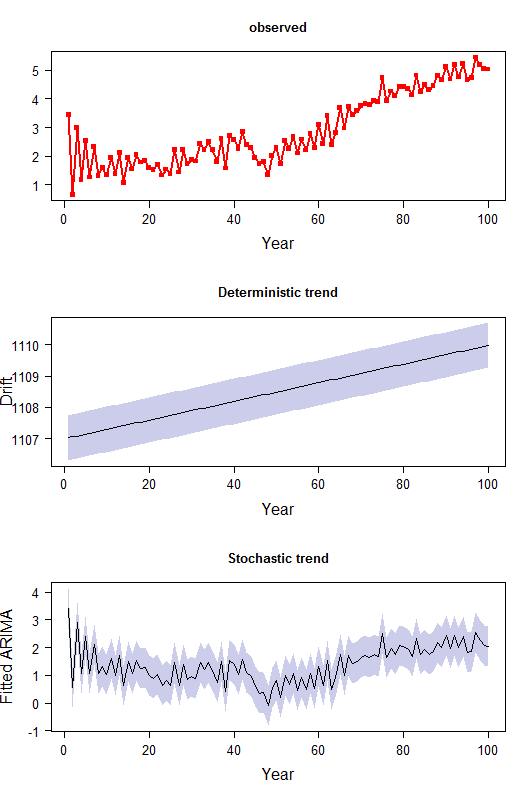 observed
5
4
3
2
1
0 20 40 60 80 100
Year
Deterministic trend
Drift
1110
1109
1108
1107
0 20 40 60 80 100
Year
Stochastic trend
Fitted ARIMA
4
3
2
1
0
-1
0 20 40 60 80 100
Year